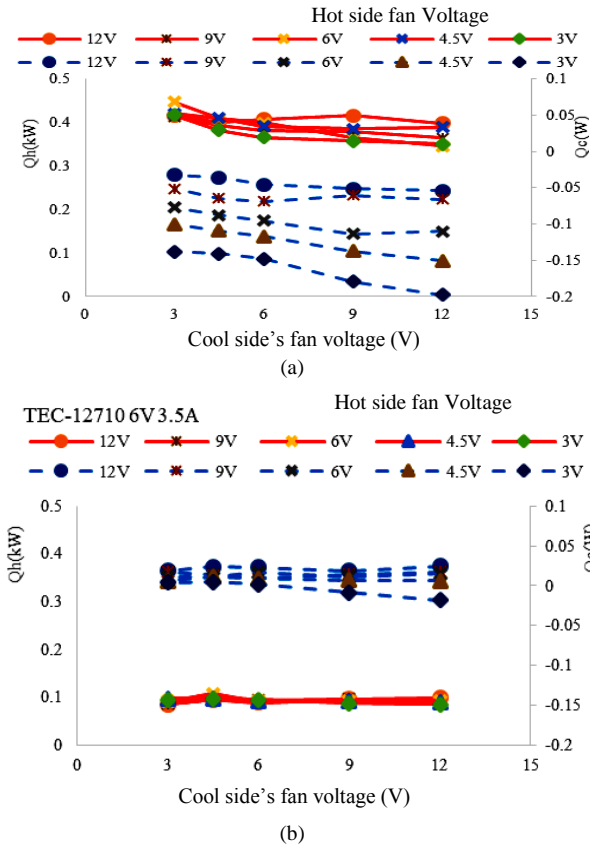 Hot side fan Voltage
12V 9V 6V 4.5V 3V
12V 9V 6V 4.5V 3V
0.5 0.1
0.4 0.05
0.3 0
0.2 -0.05
0.1 -0.1
0 -0.15
-0.2
Qh(kW)
Qc(W)
0 3 6 9 12 15
Cool side's fan voltage (V)
(a)
Hot side fan Voltage
TEC-12710 6V 3.5A
12V 9V 6V 4.5V 3V
12V 9V 6V 4.5V 3V
0.5 0.1
0.4 0.05
0.3 0
0.2 -0.05
0.1 -0.1
0 -0.15
-0.2
Qh(kW)
0 3 6 9 12 15
Cool side's fan voltage (V)
(b)